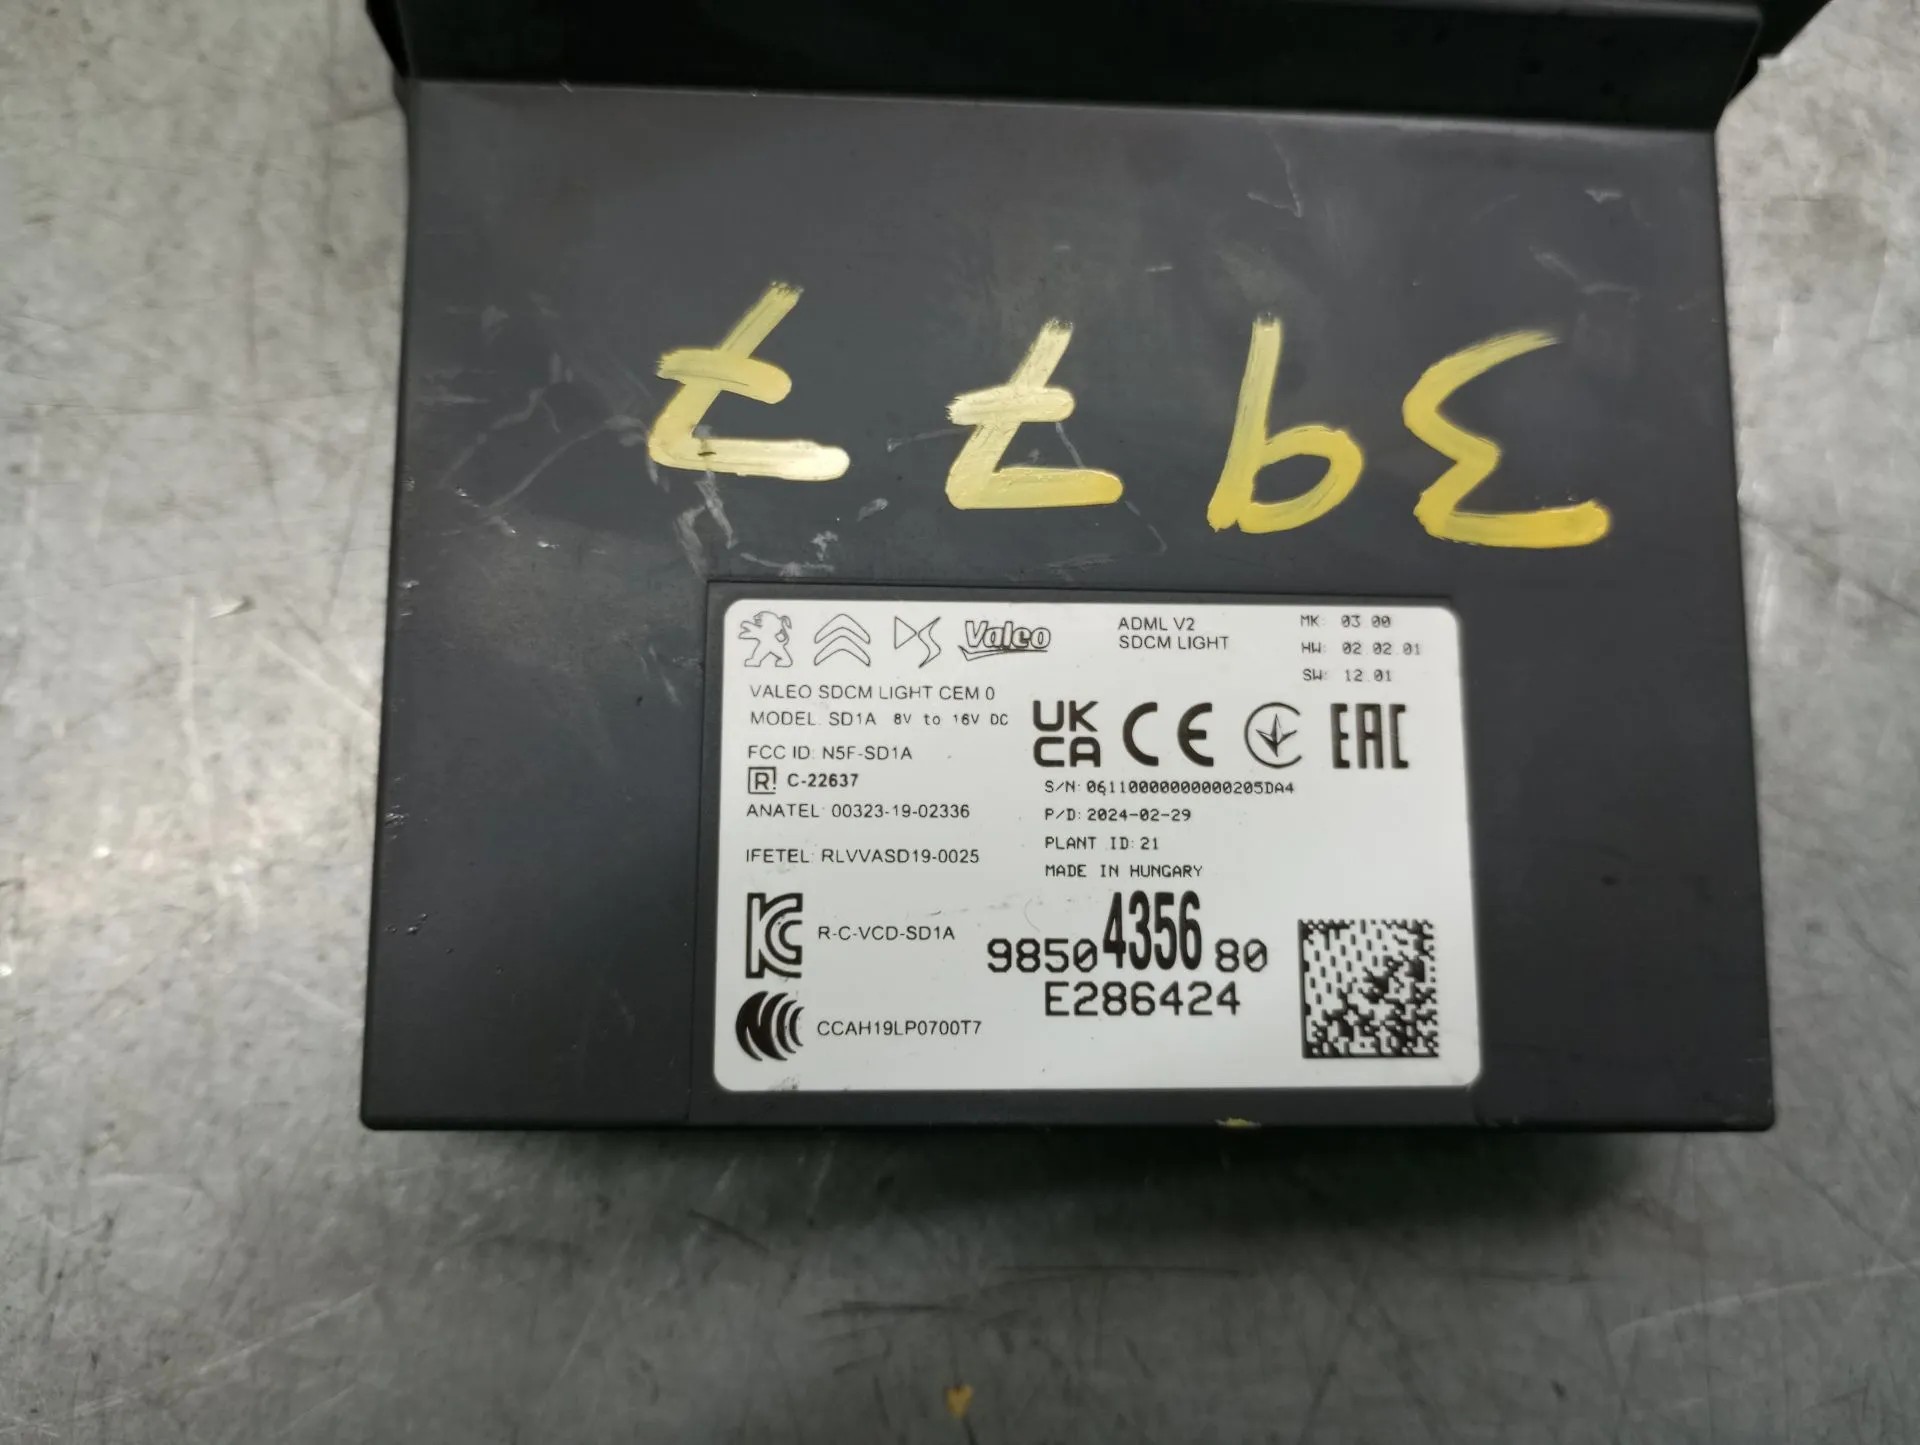 3977
Valeo
ADML V2
SDCM LIGHT
MK: 03.00
HW: 02.02.01
SW: 12.01
VALEO SDCM LIGHT CEM 0
MODEL: SD1A 8V to 16V DC
FCC ID: N5F-SD1A
R C-22637
ANATEL: 00323-19-02336
IFETEL: RLVVASD19-0025
R-C-VCD-SD1A
CCAH19LP0700T7
UK
CA CE EAC
S/N: 06110000000000205DA4
P/D: 2024-02-29
PLANT ID: 21
MADE IN HUNGARY
98504356 80
E286424